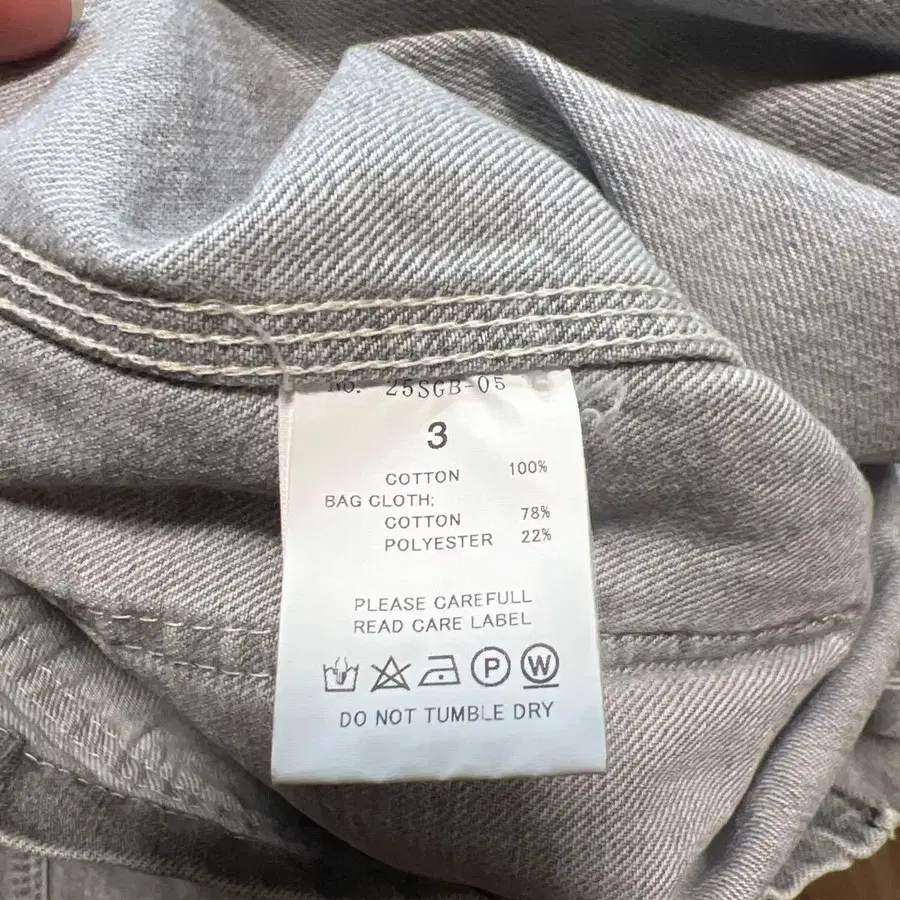 No. 25SGB-05
3
COTTON 100%
BAG CLOTH;
COTTON 78%
POLYESTER 22%
PLEASE CAREFULL
READ CARE LABEL
P W
DO NOT TUMBLE DRY